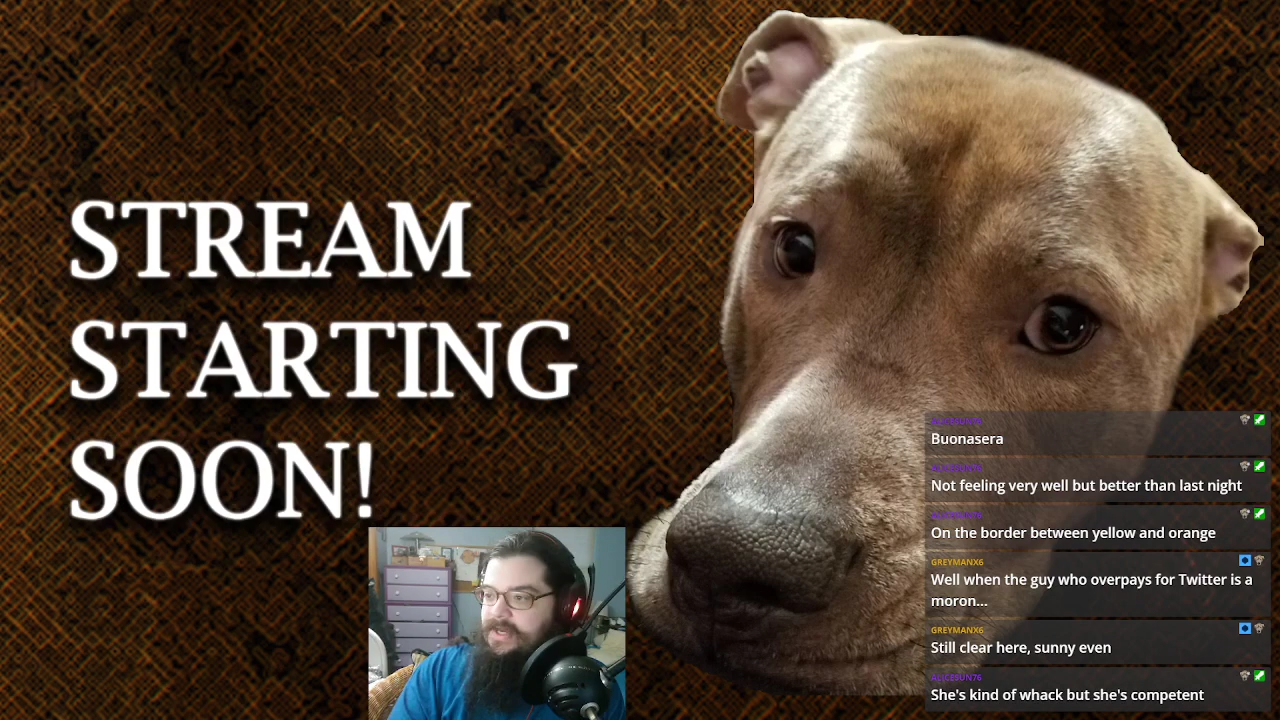 STREAM
STARTING
SOON!
Buonasera
Not feeling very well but better than last night
On the border between yellow and orange
GREYMANX6
Well when the guy who overpays for Twitter is a
moron...
GREYMANX6
Still clear here, sunny even
ALICESUN76
She's kind of whack but she's competent